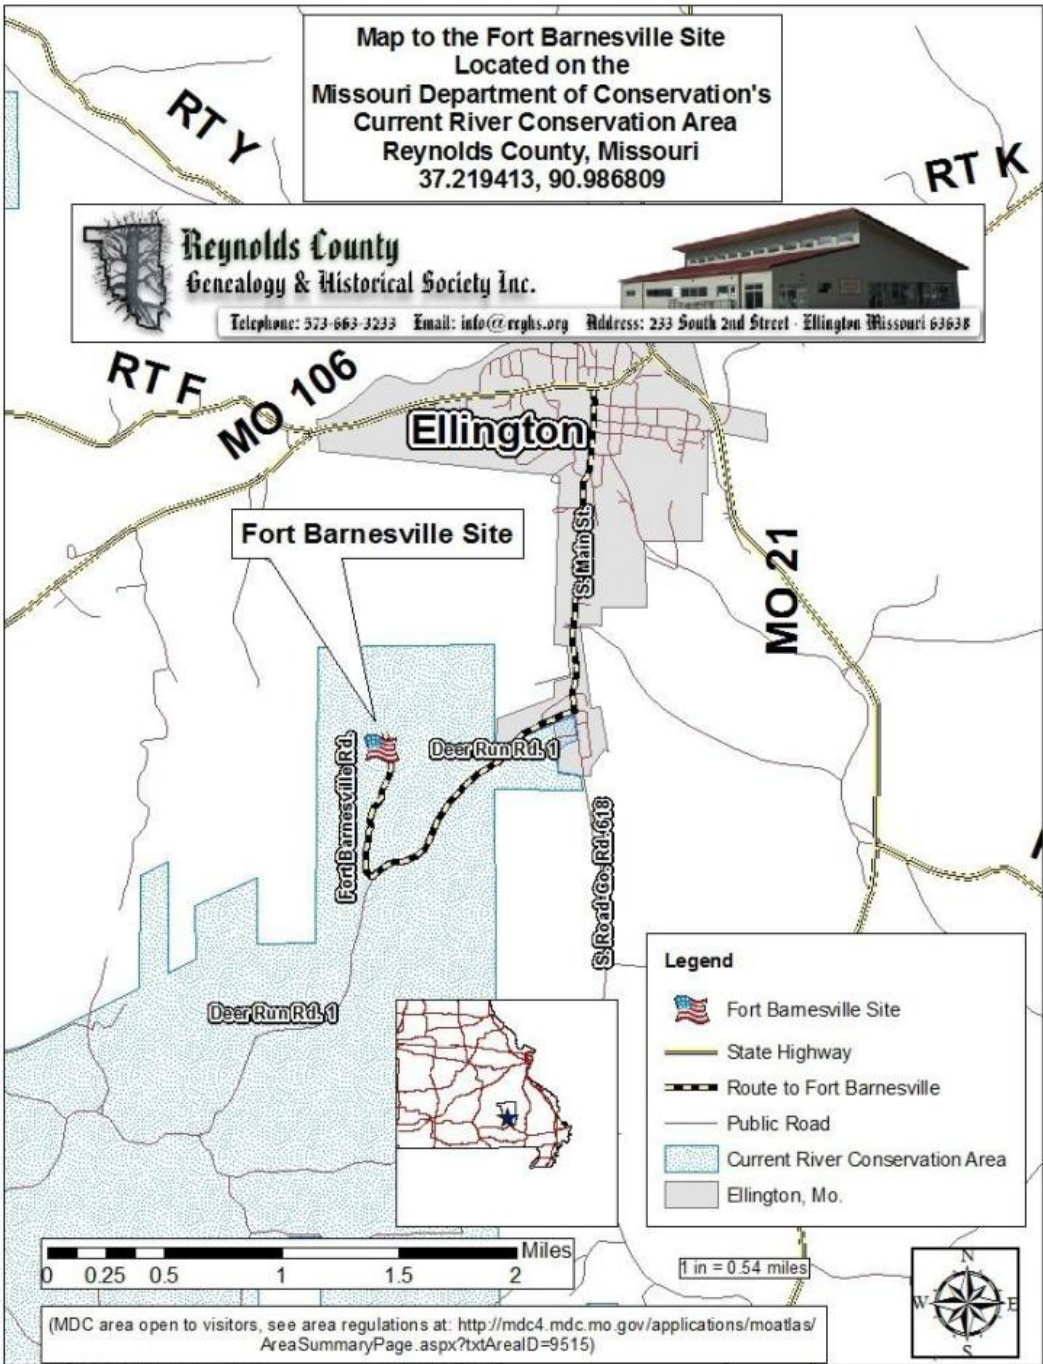 Map to the Fort Barnesville Site
Located on the
Missouri Department of Conservation's
Current River Conservation Area
Reynolds County, Missouri
37.219413, 90.986809
RT Y
RT K
Reynolds County
Genealogy & Historical Society Inc.
Telephone: 573-663-3233 Email: info@rcghs.org Address: 233 South 2nd Street - Ellington Missouri 63638
RT F
MO 106
Ellington
Fort Barnesville Site
S. Main St.
MO 21
Deer Run Rd. 1
Fort Barnesville Rd.
S. Road Co. Rd. 618
Deer Run Rd. 1
Legend
Fort Barnesville Site
State Highway
Route to Fort Barnesville
Public Road
Current River Conservation Area
Ellington, Mo.
Miles
0 0.25 0.5 1 1.5 2
1 in = 0.54 miles
N
W E
S
(MDC area open to visitors, see area regulations at: http://mdc4.mdc.mo.gov/applications/moatlas/
AreaSummaryPage.aspx?txtAreaID=9515)